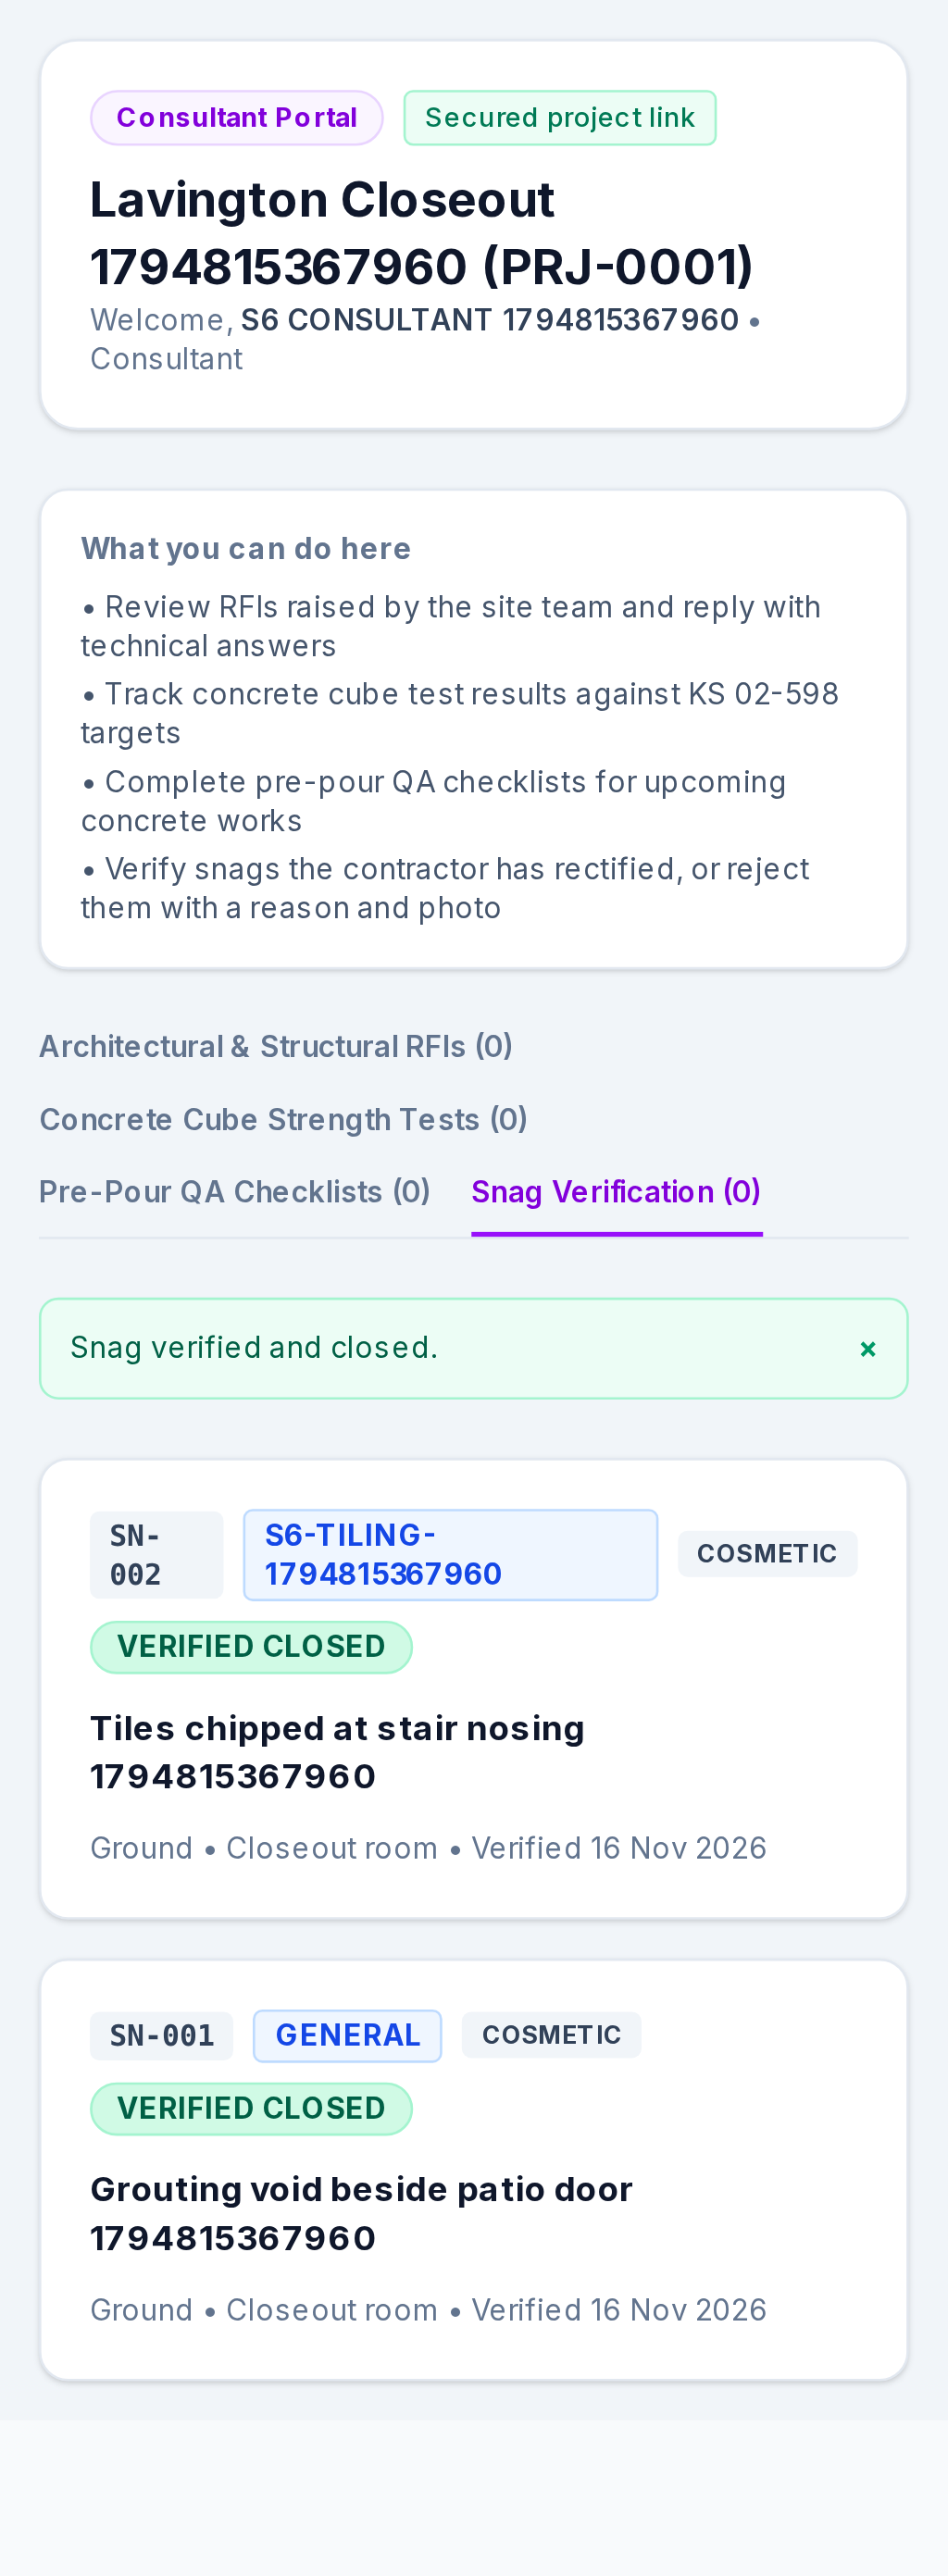 Consultant Portal
Secured project link
Lavington Closeout
1794815367960 (PRJ-0001)
Welcome, S6 CONSULTANT 1794815367960 •
Consultant
What you can do here
• Review RFIs raised by the site team and reply with
technical answers
• Track concrete cube test results against KS 02-598
targets
• Complete pre-pour QA checklists for upcoming
concrete works
• Verify snags the contractor has rectified, or reject
them with a reason and photo
Architectural & Structural RFIs (0)
Concrete Cube Strength Tests (0)
Pre-Pour QA Checklists (0)
Snag Verification (0)
Snag verified and closed.
×
SN-
002
S6-TILING-
1794815367960
COSMETIC
VERIFIED CLOSED
Tiles chipped at stair nosing
1794815367960
Ground • Closeout room • Verified 16 Nov 2026
SN-001
GENERAL
COSMETIC
VERIFIED CLOSED
Grouting void beside patio door
1794815367960
Ground • Closeout room • Verified 16 Nov 2026